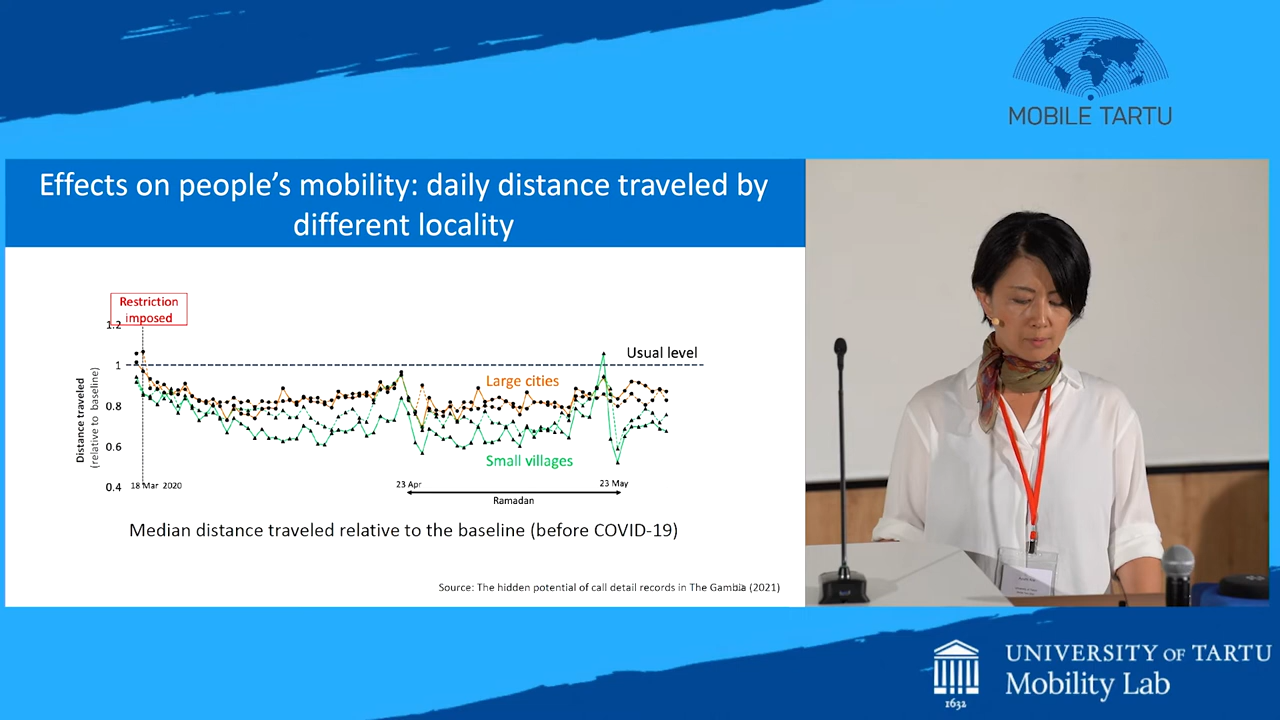 MOBILE TARTU
Effects on people's mobility: daily distance traveled by
different locality
Restriction
imposed
1.2
1
0.8
0.6
0.4
Distance traveled
(relative to baseline)
Usual level
Large cities
Small villages
18 Mar 2020
23 Apr
23 May
Ramadan
Median distance traveled relative to the baseline (before COVID-19)
Source: The hidden potential of call detail records in The Gambia (2021)
UNIVERSITY OF TARTU
Mobility Lab
1632